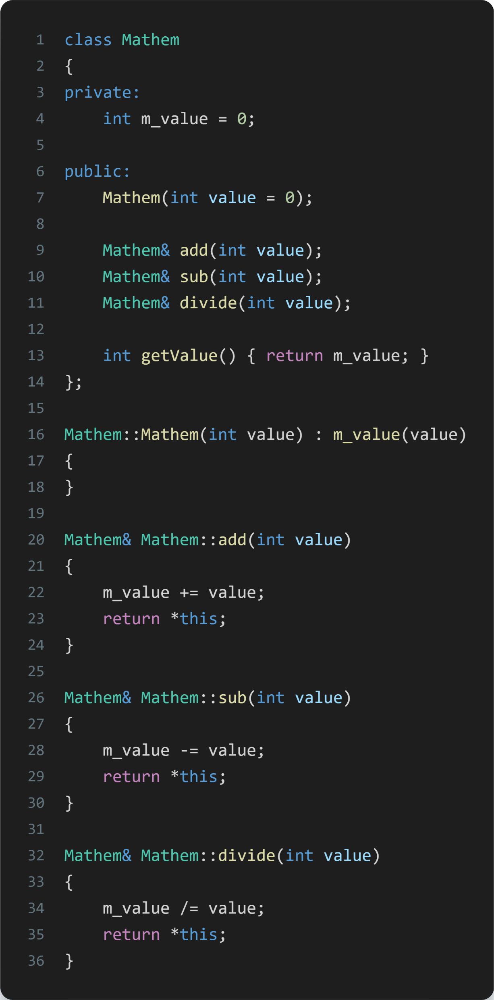 1 class Mathem
2 {
3 private:
4     int m_value = 0;
5
6 public:
7     Mathem(int value = 0);
8
9     Mathem& add(int value);
10     Mathem& sub(int value);
11     Mathem& divide(int value);
12
13     int getValue() { return m_value; }
14 };
15
16 Mathem::Mathem(int value) : m_value(value)
17 {
18 }
19
20 Mathem& Mathem::add(int value)
21 {
22     m_value += value;
23     return *this;
24 }
25
26 Mathem& Mathem::sub(int value)
27 {
28     m_value -= value;
29     return *this;
30 }
31
32 Mathem& Mathem::divide(int value)
33 {
34     m_value /= value;
35     return *this;
36 }